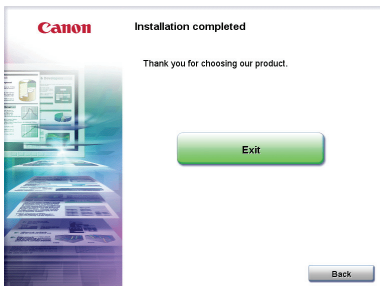 Canon
Installation completed
Thank you for choosing our product.
Exit
Back